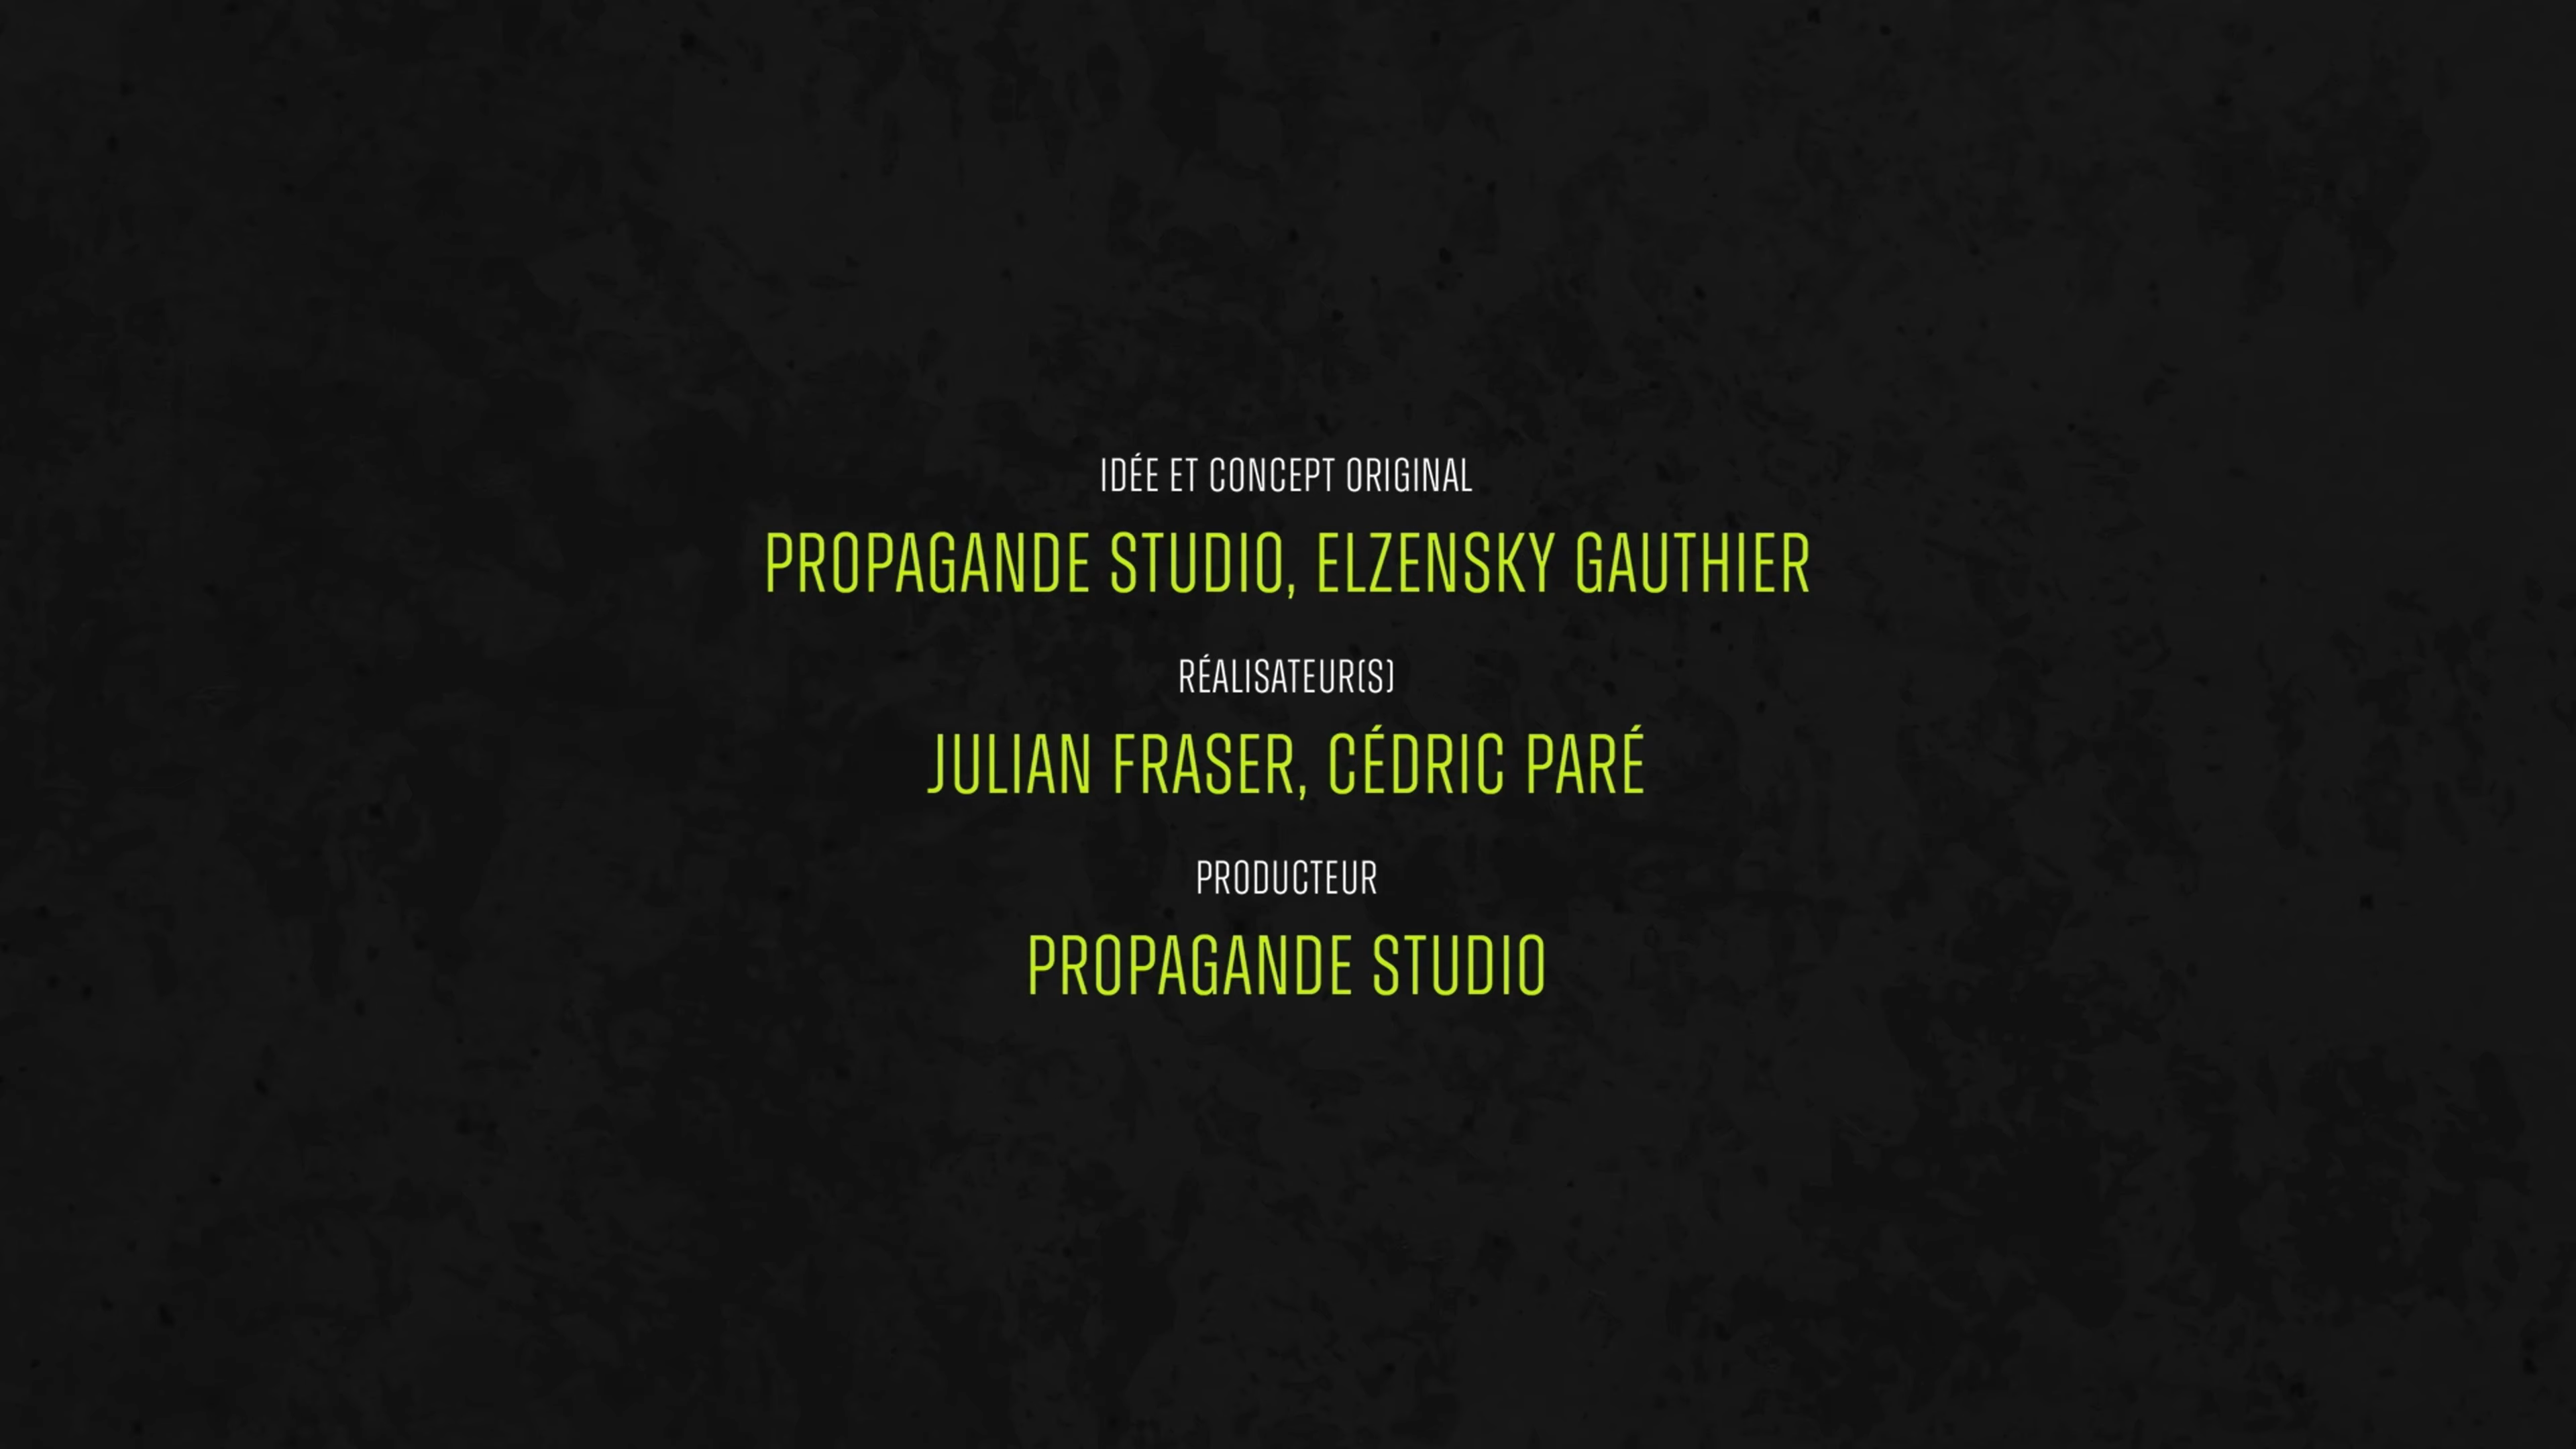 IDÉE ET CONCEPT ORIGINAL
PROPAGANDE STUDIO, ELZENSKY GAUTHIER
RÉALISATEUR(S)
JULIAN FRASER, CÉDRIC PARÉ
PRODUCTEUR
PROPAGANDE STUDIO